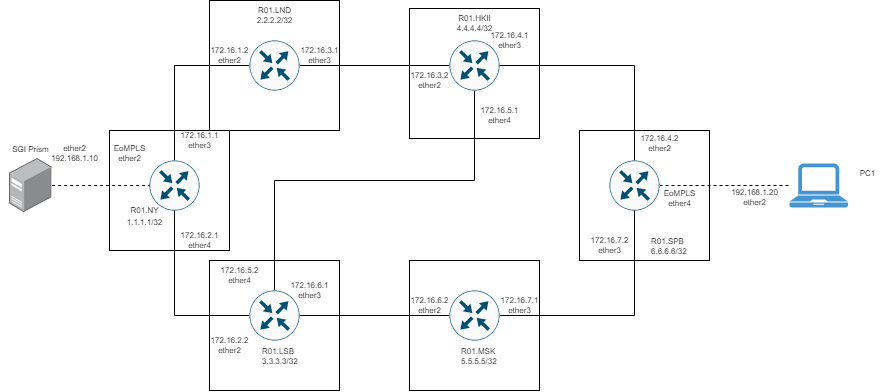 R01.LND
2.2.2.2/32
172.16.1.2
ether2
172.16.3.1
ether3
R01.HKII
4.4.4.4/32
172.16.4.1
ether3
172.16.3.2
ether2
172.16.5.1
ether4
SGI Prism
ether2
192.168.1.10
EoMPLS
ether2
172.16.1.1
ether3
R01.NY
1.1.1.1/32
172.16.2.1
ether4
172.16.4.2
ether2
EoMPLS
ether4
192.168.1.20
ether2
PC1
172.16.7.2
ether3
R01.SPB
6.6.6.6/32
172.16.5.2
ether4
172.16.6.1
ether3
172.16.2.2
ether2
R01.LSB
3.3.3.3/32
172.16.6.2
ether2
172.16.7.1
ether3
R01.MSK
5.5.5.5/32